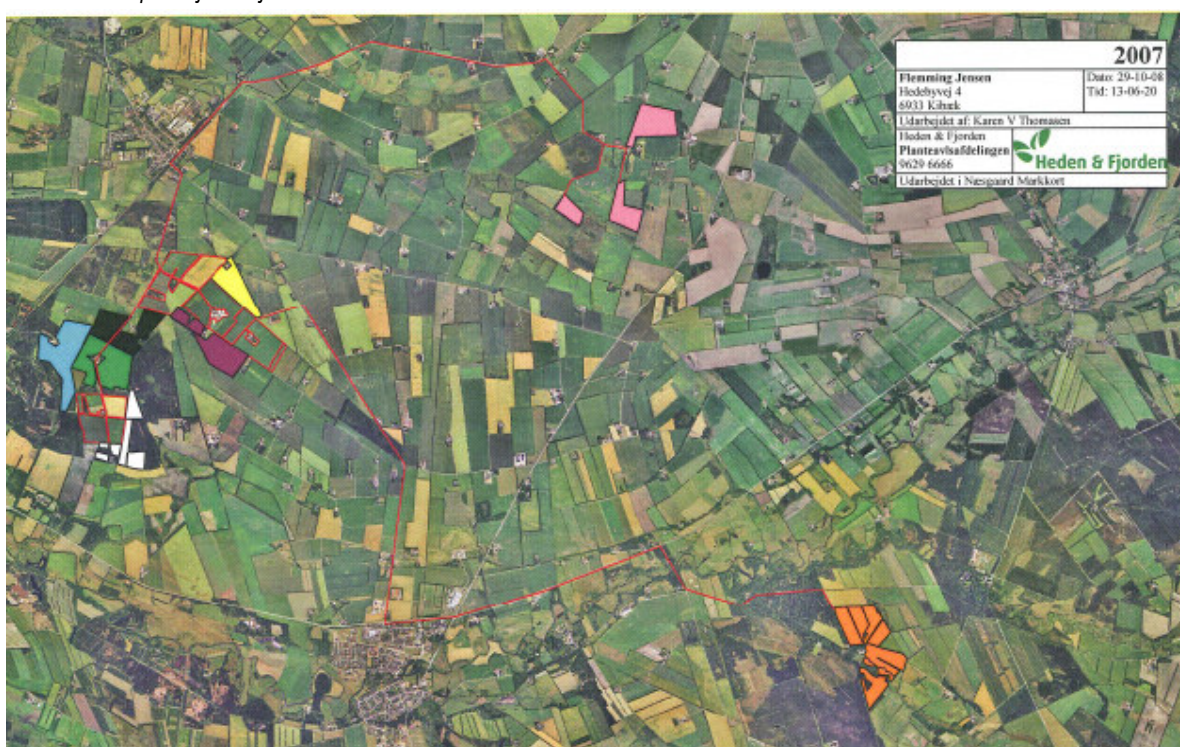 2007
Flemming Jensen
Hedebyvej 4
6933 Kibæk
Dato: 29-10-08
Tid: 13-06-20
Udarbejdet af: Karen V Thomasen
Heden & Fjorden
Planteavlsafdelingen
9629 6666
Heden & Fjorden
Udarbejdet i Næsgaard Markkort